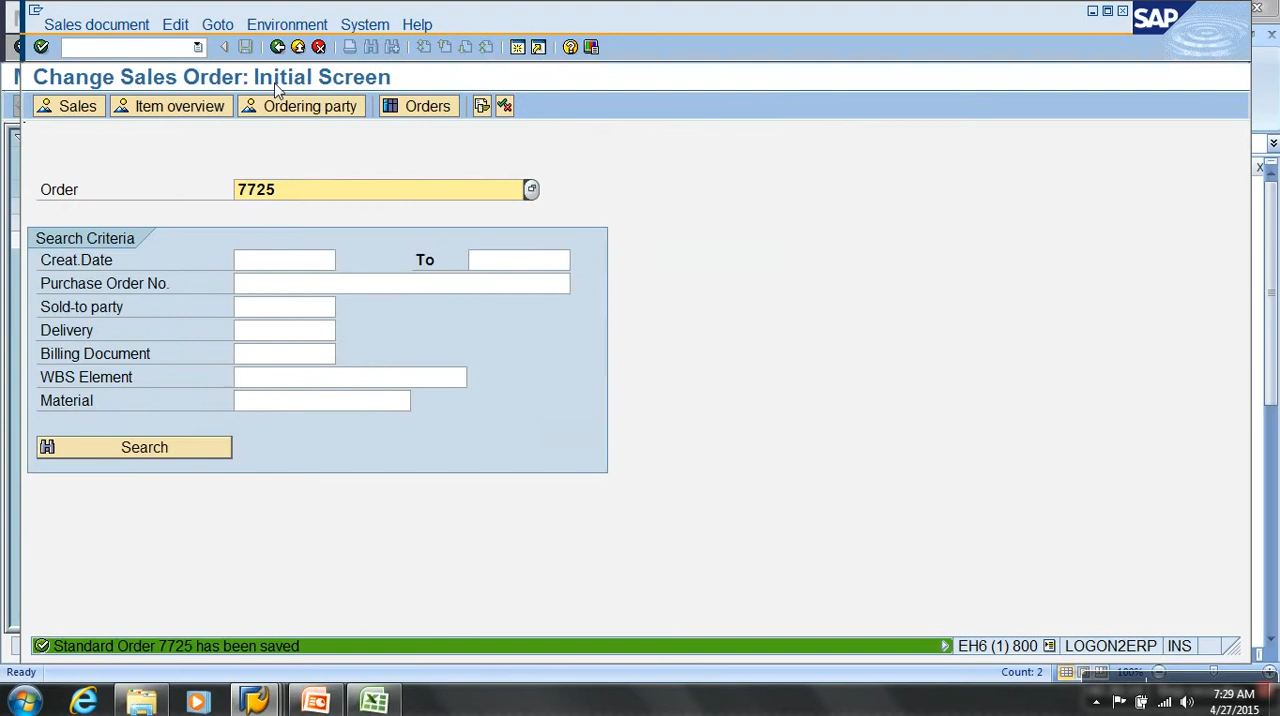 Sales document Edit Goto Environment System Help
SAP
Change Sales Order: Initial Screen
Sales Item overview Ordering party Orders
Order 7725
Search Criteria
Creat.Date To
Purchase Order No.
Sold-to party
Delivery
Billing Document
WBS Element
Material
Search
Standard Order 7725 has been saved EH6 (1) 800 LOGON2ERP INS
Ready Count: 2 100%
7:29 AM
4/27/2015